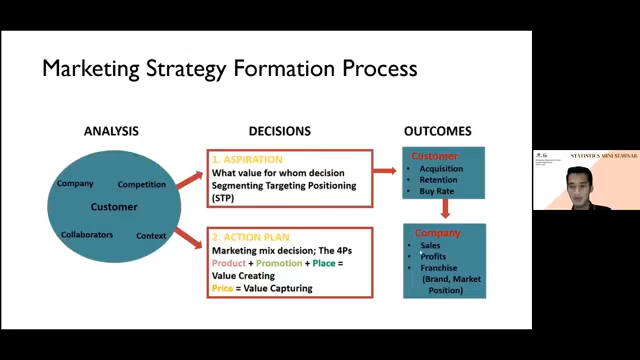 Marketing Strategy Formation Process
ANALYSIS
DECISIONS
OUTCOMES
Company
Competition
Customer
Collaborators
Context
1. ASPIRATION
What value for whom decision
Segmenting Targeting Positioning
(STP)
2. ACTION PLAN
Marketing mix decision; The 4Ps
Product + Promotion + Place =
Value Creating
Price = Value Capturing
Customer
• Acquisition
• Retention
• Buy Rate
Company
• Sales
• Profits
• Franchise
(Brand, Market
Position)
STATISTICS MINI SEMINAR